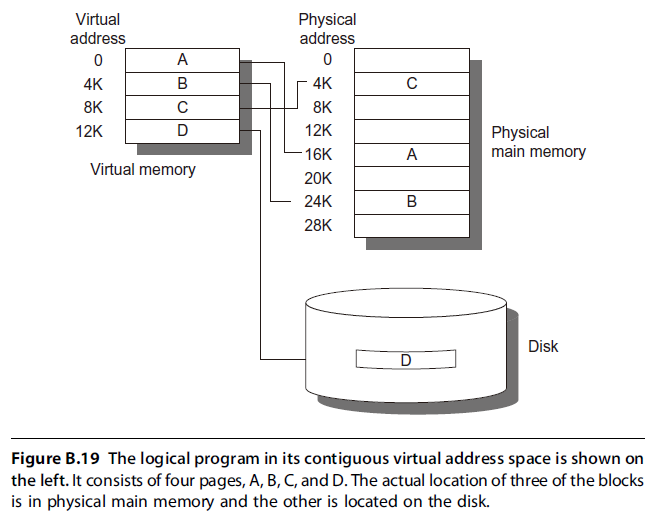 Virtual
address
0 A
4K B
8K C
12K D
Virtual memory
Physical
address
0
4K C
8K
12K
16K A
20K
24K B
28K
Physical
main memory
Disk
D
Figure B.19 The logical program in its contiguous virtual address space is shown on
the left. It consists of four pages, A, B, C, and D. The actual location of three of the blocks
is in physical main memory and the other is located on the disk.